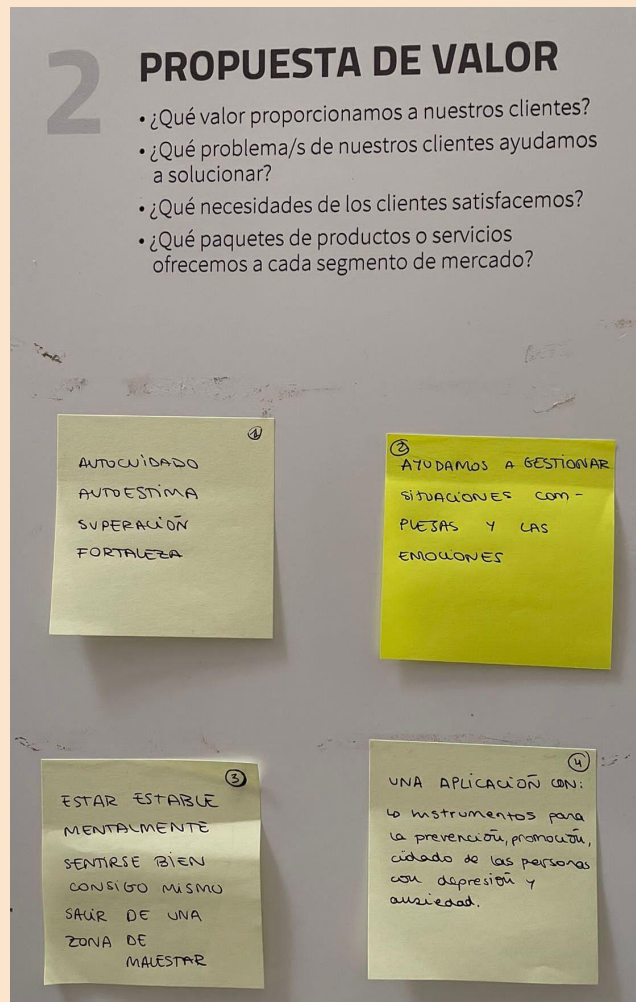 2
PROPUESTA DE VALOR
• ¿Qué valor proporcionamos a nuestros clientes?
• ¿Qué problema/s de nuestros clientes ayudamos
a solucionar?
• ¿Qué necesidades de los clientes satisfacemos?
• ¿Qué paquetes de productos o servicios
ofrecemos a cada segmento de mercado?
1
AUTOCUIDADO
AUTOESTIMA
SUPERACIÓN
FORTALEZA
2
AYUDAMOS A GESTIONAR
SITUACIONES COM-
PLEJAS Y LAS
EMOCIONES
3
ESTAR ESTABLE
MENTALMENTE
SENTIRSE BIEN
CONSIGO MISMO
SALIR DE UNA
ZONA DE
MALESTAR
4
UNA APLICACIÓN CON:
↳ instrumentos para
la prevención, promoción,
cidado de las personas
con depresión y
ansiedad.